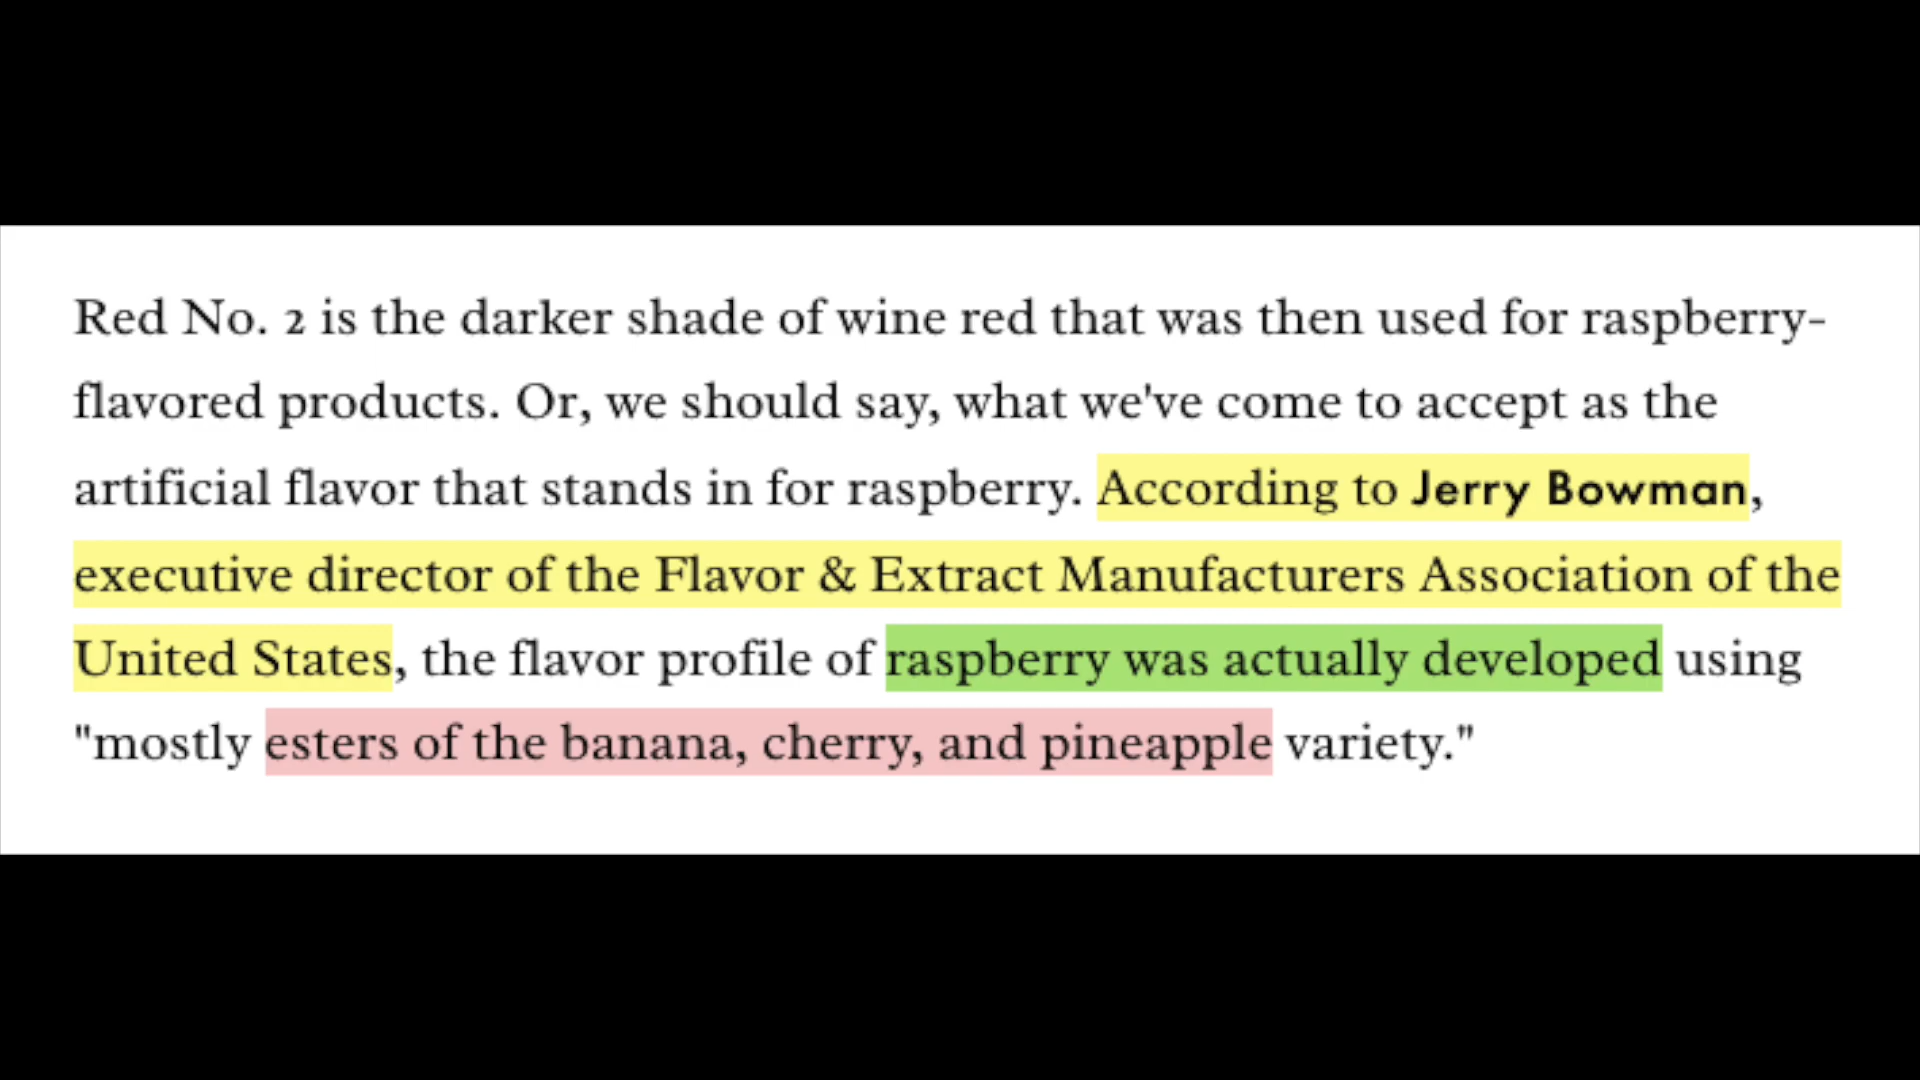 Red No. 2 is the darker shade of wine red that was then used for raspberry-
flavored products. Or, we should say, what we've come to accept as the
artificial flavor that stands in for raspberry. According to Jerry Bowman,
executive director of the Flavor & Extract Manufacturers Association of the
United States, the flavor profile of raspberry was actually developed using
"mostly esters of the banana, cherry, and pineapple variety."